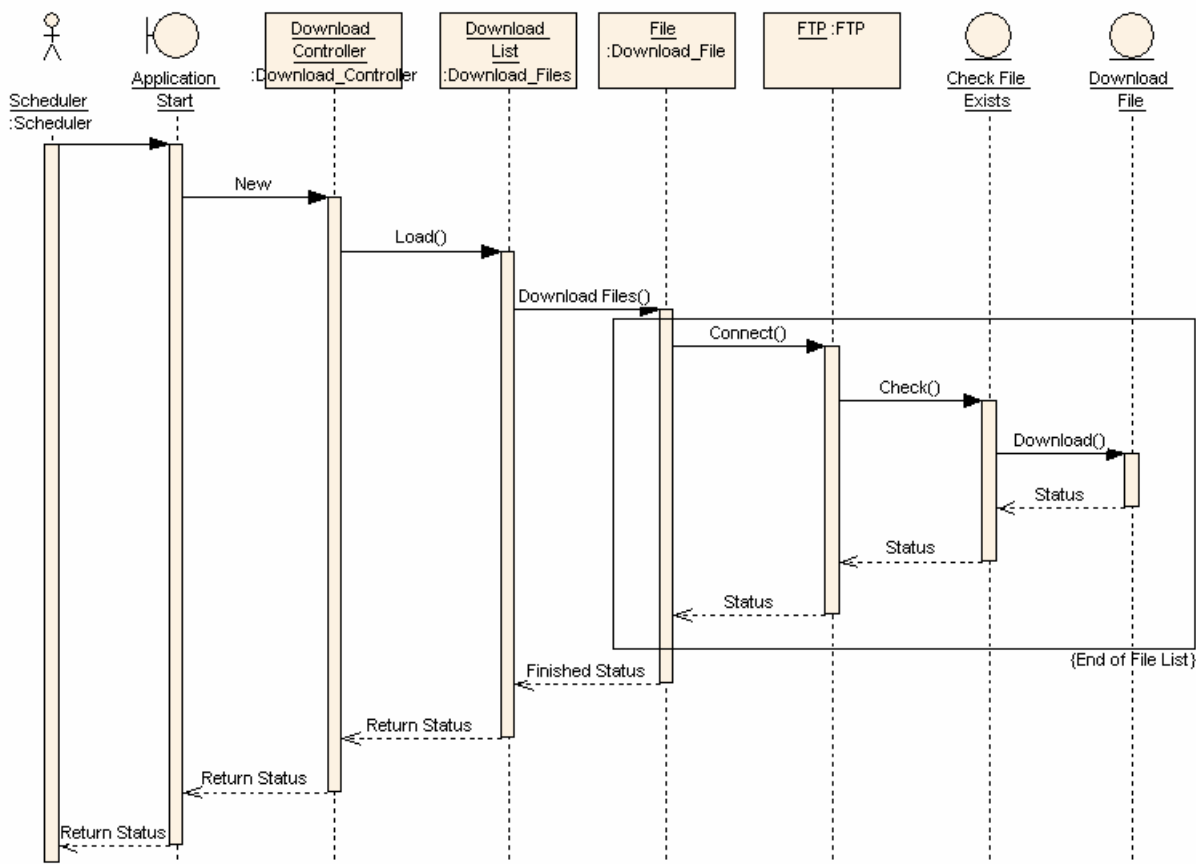 Scheduler
:Scheduler
Application
Start
Download
Controller
:Download_Controller
Download
List
:Download_Files
File
:Download_File
FTP :FTP
Check File
Exists
Download
File
New
Load()
Download Files()
Connect()
Check()
Download()
Status
Status
Status
{End of File List}
Finished Status
Return Status
Return Status
Return Status